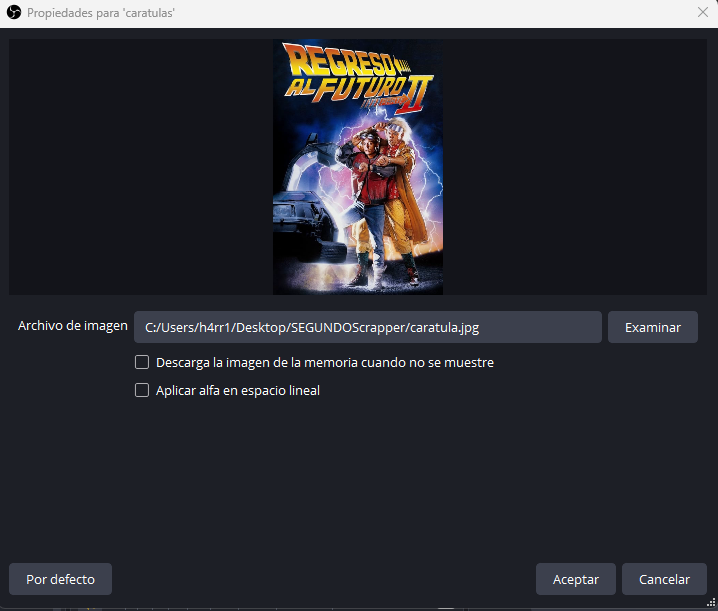 Propiedades para 'caratulas'
REGRESO
AL FUTURO II
Archivo de imagen
C:/Users/h4rr1/Desktop/SEGUNDOScrapper/caratula.jpg
Examinar
Descarga la imagen de la memoria cuando no se muestre
Aplicar alfa en espacio lineal
Por defecto
Aceptar
Cancelar